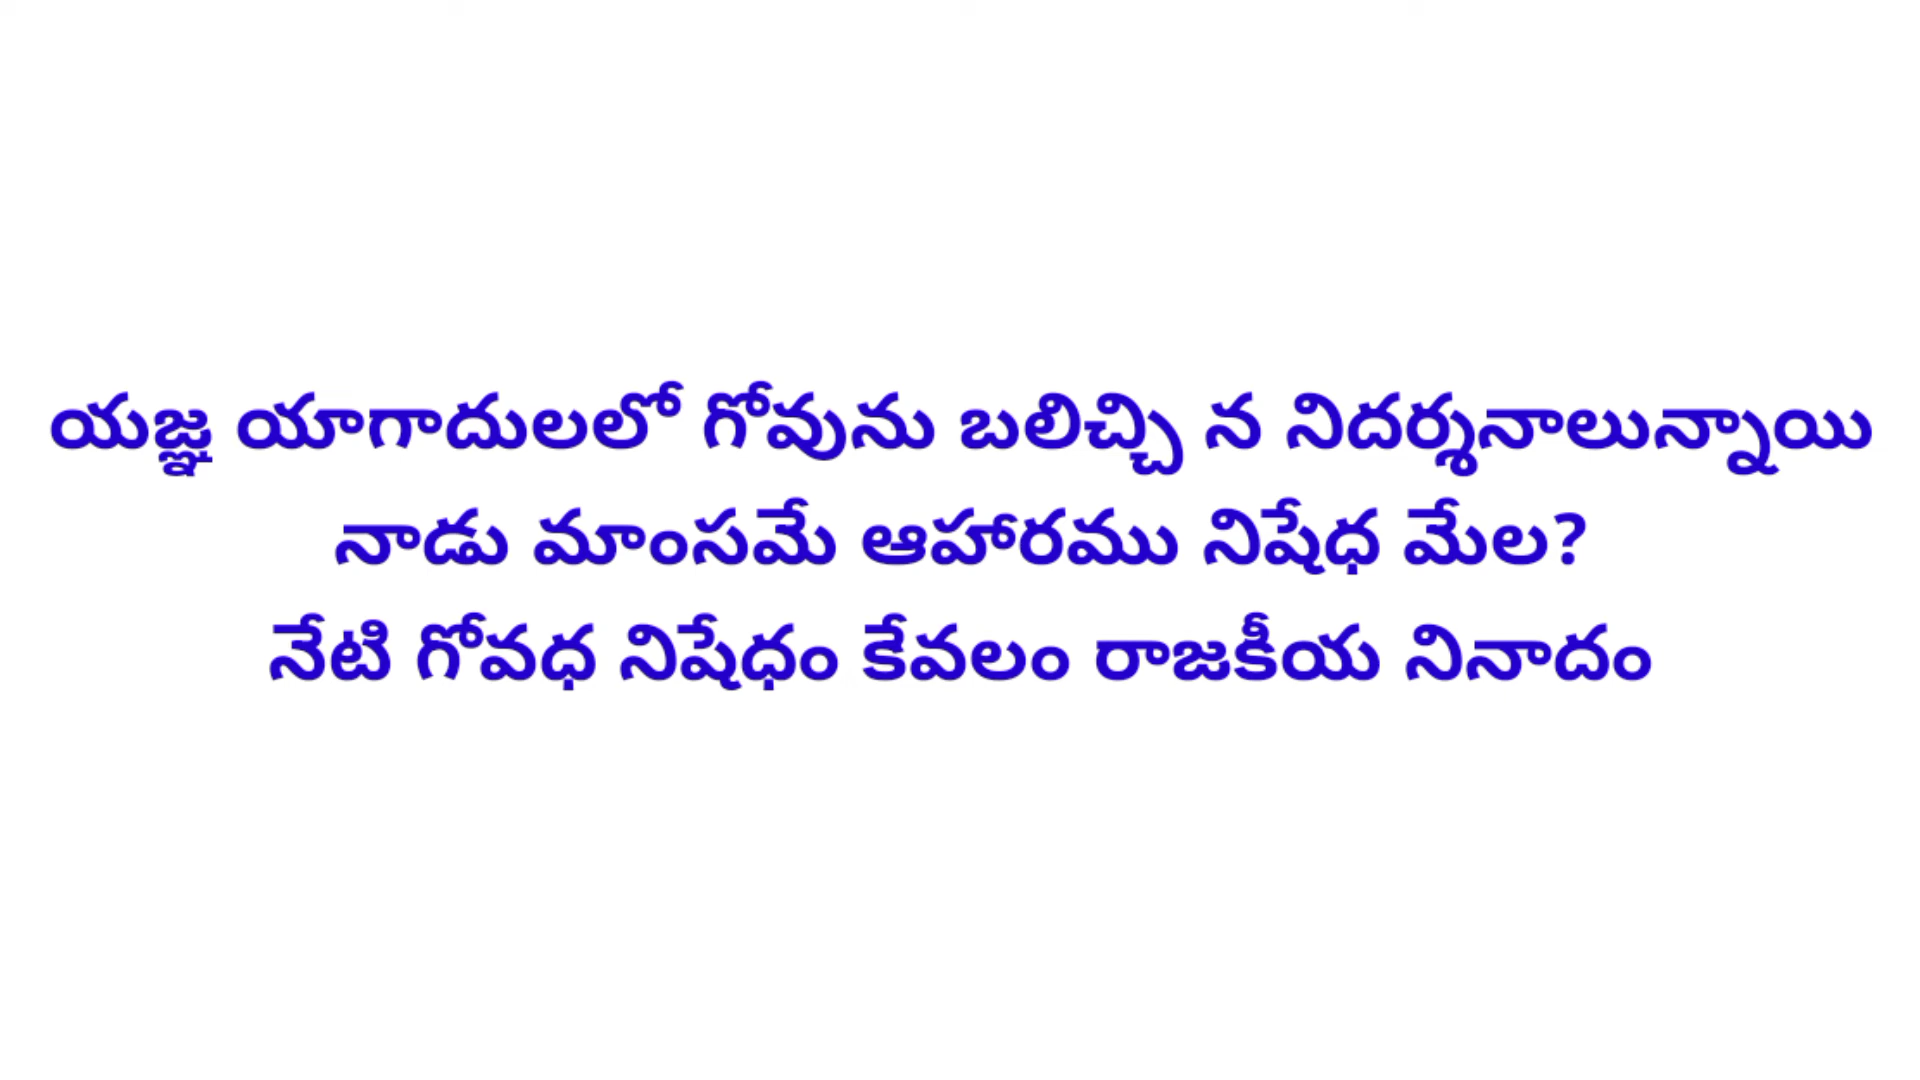 యజ్ఞ యాగాదులలో గోవును బలిచ్చి న నిదర్శనాలున్నాయి
నాడు మాంసమే ఆహారము నిషేధ మేల?
నేటి గోవధ నిషేధం కేవలం రాజకీయ నినాదం